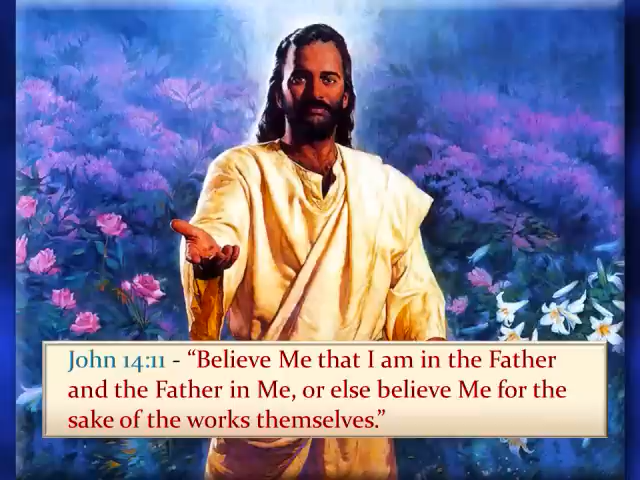 John 14:11 - “Believe Me that I am in the Father
and the Father in Me, or else believe Me for the
sake of the works themselves.”